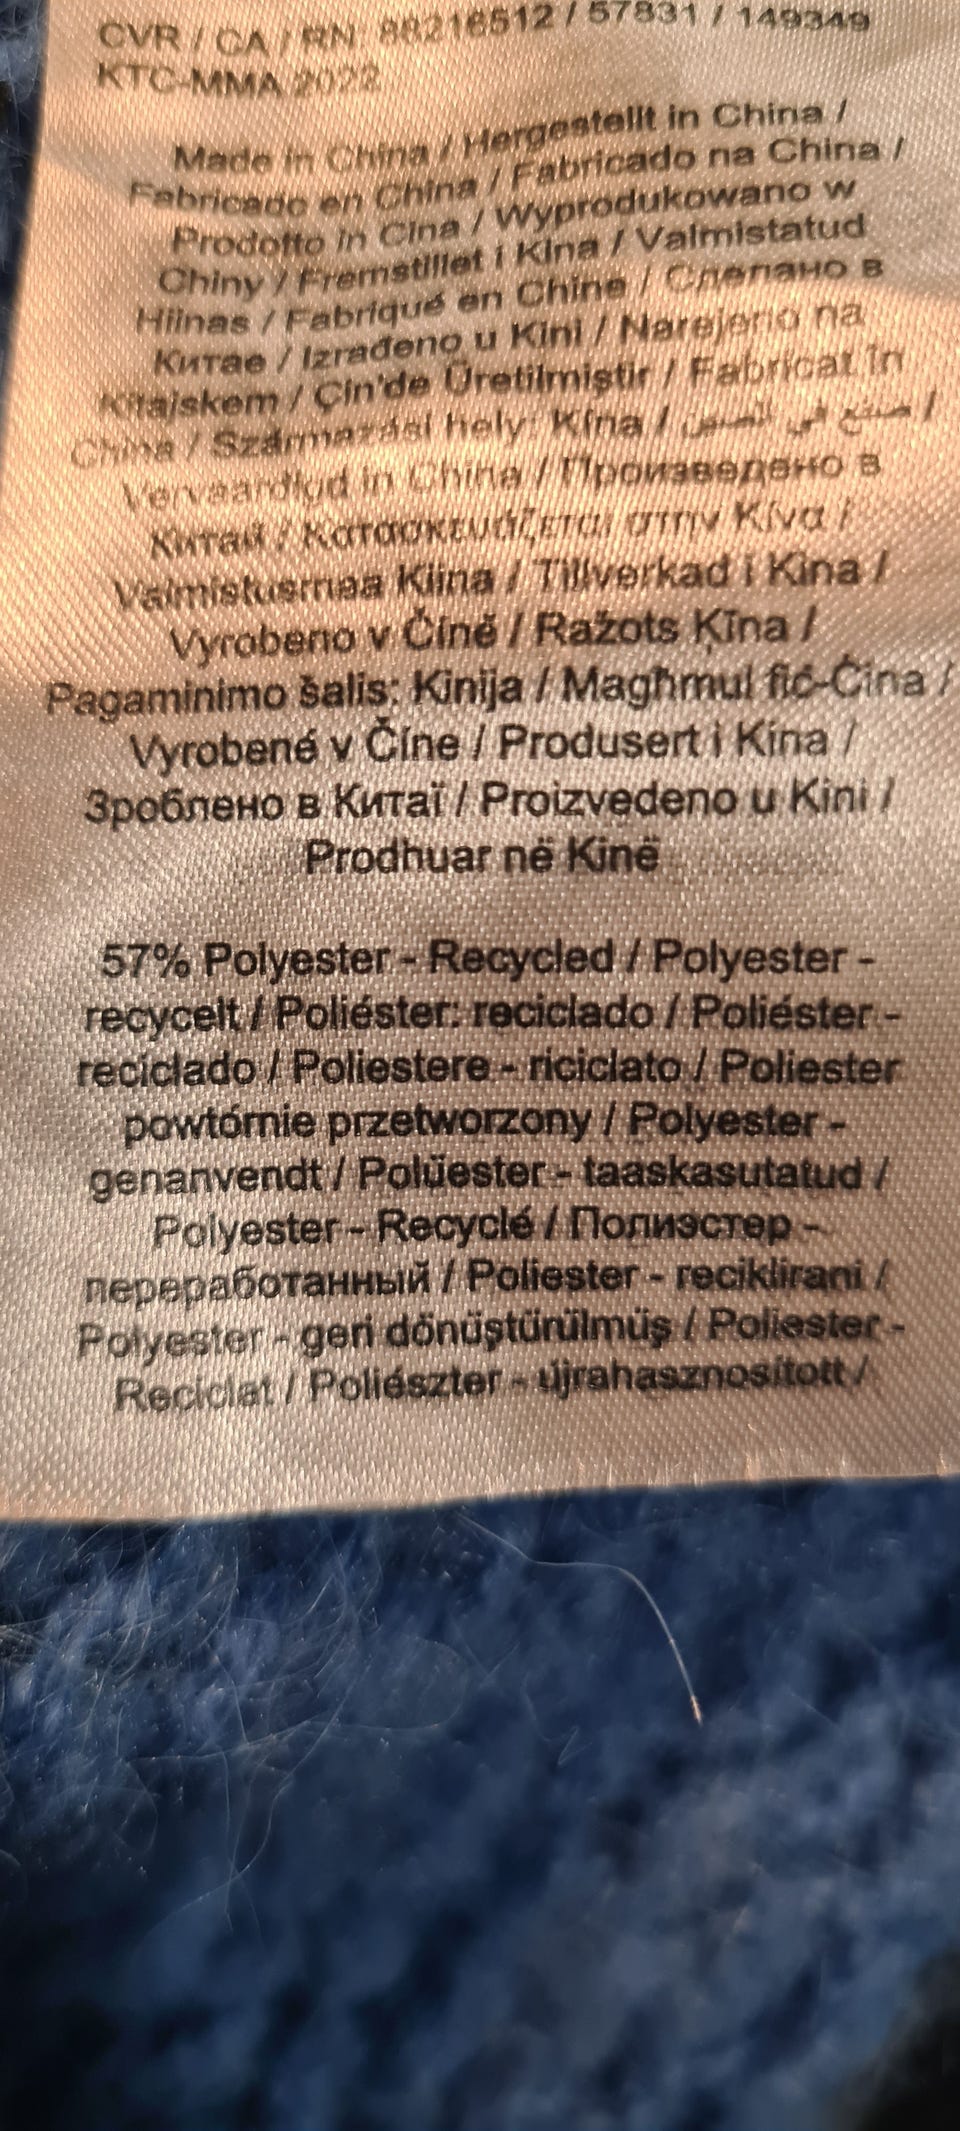 CVR / CA / RN: 88216512 / 57831 / 149349
KTC-MMA 2022
Made in China / Hergestellt in China /
Fabricado en China / Fabricado na China /
Prodotto in Cina / Wyprodukowano w
Chiny / Fremstillet i Kina / Valmistatud
Hiinas / Fabriqué en Chine / Сделано в
Китае / Izrađeno u Kini / Narejeno na
Kitajskem / Çin'de Üretilmiştir / Fabricat în
China / Származási hely: Kína / صنع في الصين /
Vervaardigd in China / Произведено в
Китай / Κατασκευάζεται στην Κίνα /
Valmistusmaa Kiina / Tillverkad i Kina /
Vyrobeno v Číně / Ražots Ķīna /
Pagaminimo šalis: Kinija / Magħmul fiċ-Ċina /
Vyrobené v Číne / Produsert i Kina /
Зроблено в Китаї / Proizvedeno u Kini /
Prodhuar në Kinë
57% Polyester - Recycled / Polyester -
recycelt / Poliéster: reciclado / Poliéster -
reciclado / Poliestere - riciclato / Poliester
powtórnie przetworzony / Polyester -
genanvendt / Polüester - taaskasutatud /
Polyester - Recyclé / Полиэстер -
переработанный / Poliester - reciklirani /
Polyester - geri dönüştürülmüş / Poliester -
Reciclat / Poliészter - újrahasznosított /